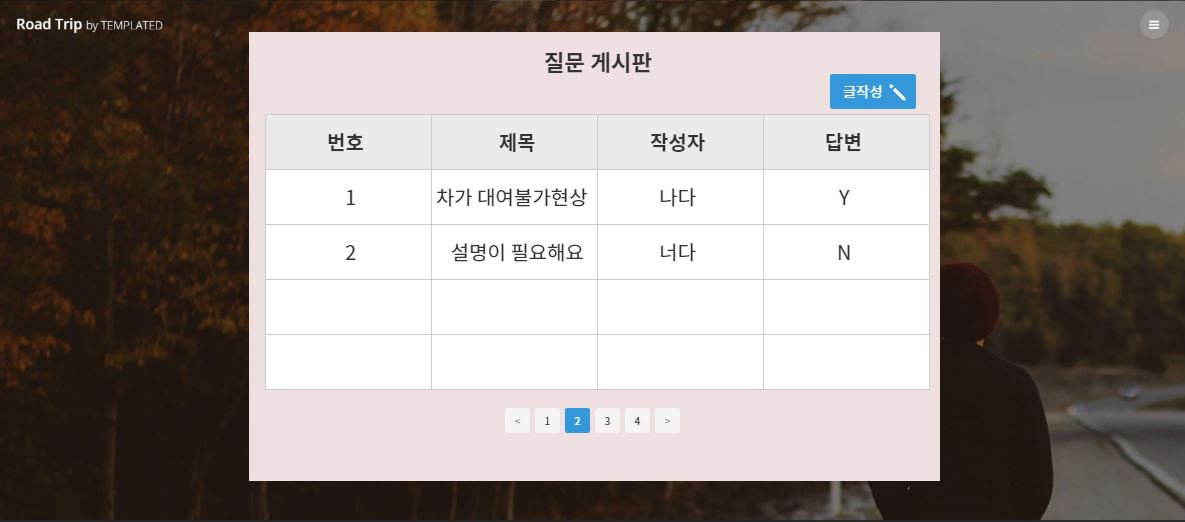 Road Trip by TEMPLATED
질문 게시판
글작성
번호 제목 작성자 답변
1 차가 대여불가현상 나다 Y
2 설명이 필요해요 너다 N
< 1 2 3 4 >